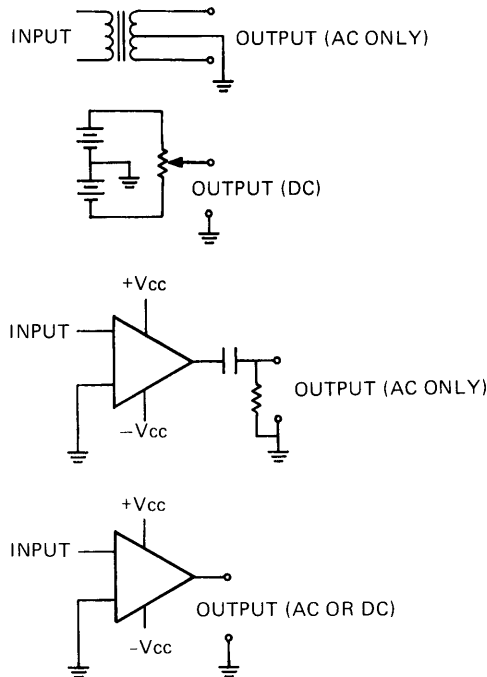 INPUT
OUTPUT (AC ONLY)
OUTPUT (DC)
+Vcc
INPUT
OUTPUT (AC ONLY)
−Vcc
+Vcc
INPUT
OUTPUT (AC OR DC)
−Vcc